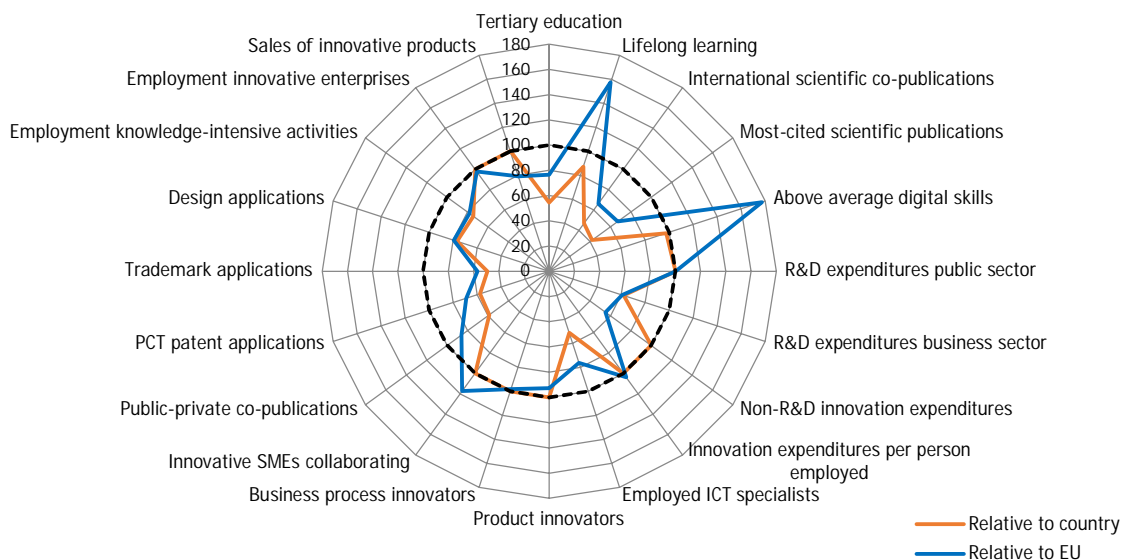 Tertiary education
Lifelong learning
International scientific co-publications
Most-cited scientific publications
Above average digital skills
R&D expenditures public sector
R&D expenditures business sector
Non-R&D innovation expenditures
Innovation expenditures per person
employed
Employed ICT specialists
Product innovators
Business process innovators
Innovative SMEs collaborating
Public-private co-publications
PCT patent applications
Trademark applications
Design applications
Employment knowledge-intensive activities
Employment innovative enterprises
Sales of innovative products
180
160
140
120
100
80
60
40
20
0
Relative to country
Relative to EU